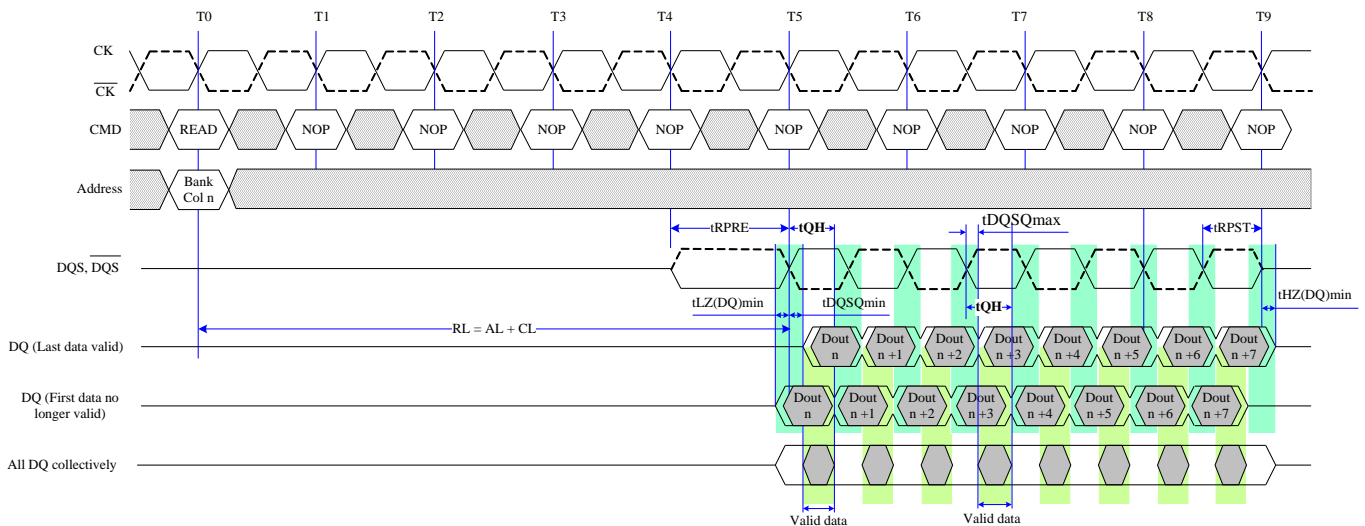 T0 T1 T2 T3 T4 T5 T6 T7 T8 T9
CK
CK
CMD READ NOP NOP NOP NOP NOP NOP NOP NOP NOP
Address Bank
Col n
tRPRE tQH tDQSQmax tRPST
DQS, DQS
tLZ(DQ)min tDQSQmin tQH tHZ(DQ)min
RL = AL + CL
DQ (Last data valid) Dout Dout Dout Dout Dout Dout Dout Dout
n n +1 n +2 n +3 n +4 n +5 n +6 n +7
DQ (First data no
longer valid) Dout Dout Dout Dout Dout Dout Dout Dout
n n +1 n +2 n +3 n +4 n +5 n +6 n +7
All DQ collectively
Valid data Valid data